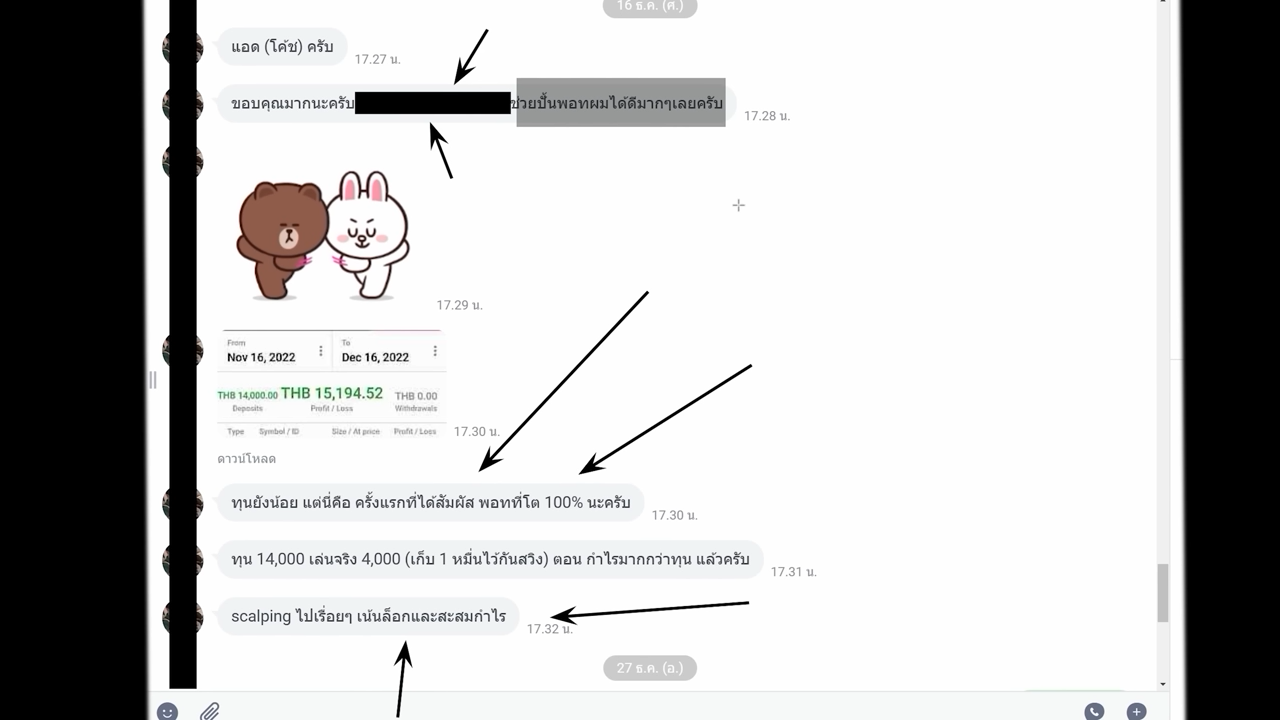 16 ธ.ค. (ศ.)
แอด (โค้ช) ครับ
17.27 น.
ขอบคุณมากนะครับ
ช่วยปั้นพอทผมได้ดีมากๆเลยครับ
17.28 น.
17.29 น.
From
Nov 16, 2022
To
Dec 16, 2022
THB 14,000.00
Deposits
THB 15,194.52
Profit / Loss
THB 0.00
Withdrawals
Type Symbol / ID Size / At price Profit / Loss
17.30 น.
ดาวน์โหลด
ทุนยังน้อย แต่นี่คือ ครั้งแรกที่ได้สัมผัส พอทที่โต 100% นะครับ
17.30 น.
ทุน 14,000 เล่นจริง 4,000 (เก็บ 1 หมื่นไว้กันสวิง) ตอน กำไรมากกว่าทุน แล้วครับ
17.31 น.
scalping ไปเรื่อยๆ เน้นล็อกและสะสมกำไร
17.32 น.
27 ธ.ค. (อ.)